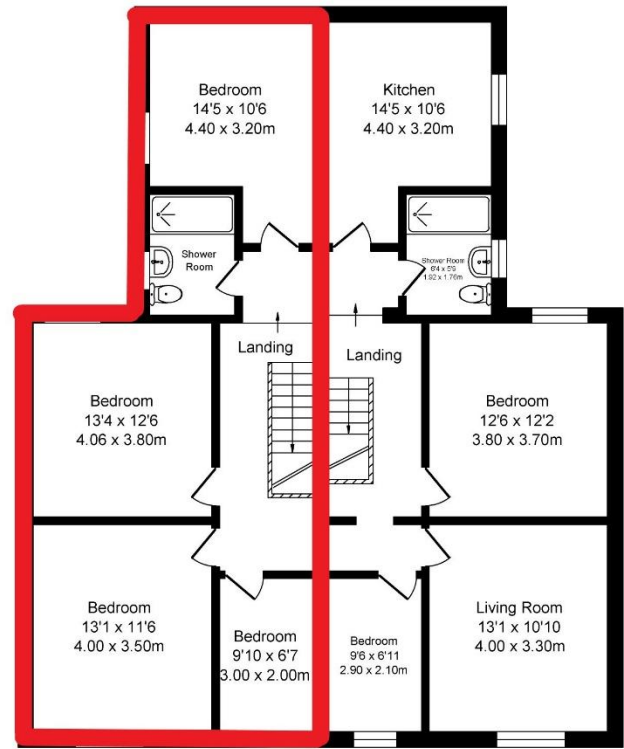 Bedroom
14'5 x 10'6
4.40 x 3.20m
Kitchen
14'5 x 10'6
4.40 x 3.20m
Shower
Room
Shower Room
6'4 x 5'9
1.92 x 1.76m
Landing
Landing
Bedroom
13'4 x 12'6
4.06 x 3.80m
Bedroom
12'6 x 12'2
3.80 x 3.70m
Bedroom
13'1 x 11'6
4.00 x 3.50m
Bedroom
9'10 x 6'7
3.00 x 2.00m
Bedroom
9'6 x 6'11
2.90 x 2.10m
Living Room
13'1 x 10'10
4.00 x 3.30m